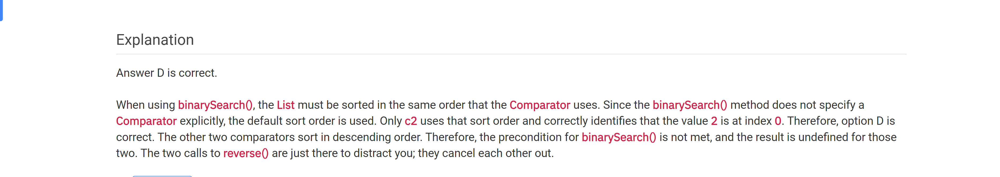 Explanation
Answer D is correct.
When using binarySearch(), the List must be sorted in the same order that the Comparator uses. Since the binarySearch() method does not specify a
Comparator explicitly, the default sort order is used. Only c2 uses that sort order and correctly identifies that the value 2 is at index 0. Therefore, option D is
correct. The other two comparators sort in descending order. Therefore, the precondition for binarySearch() is not met, and the result is undefined for those
two. The two calls to reverse() are just there to distract you; they cancel each other out.